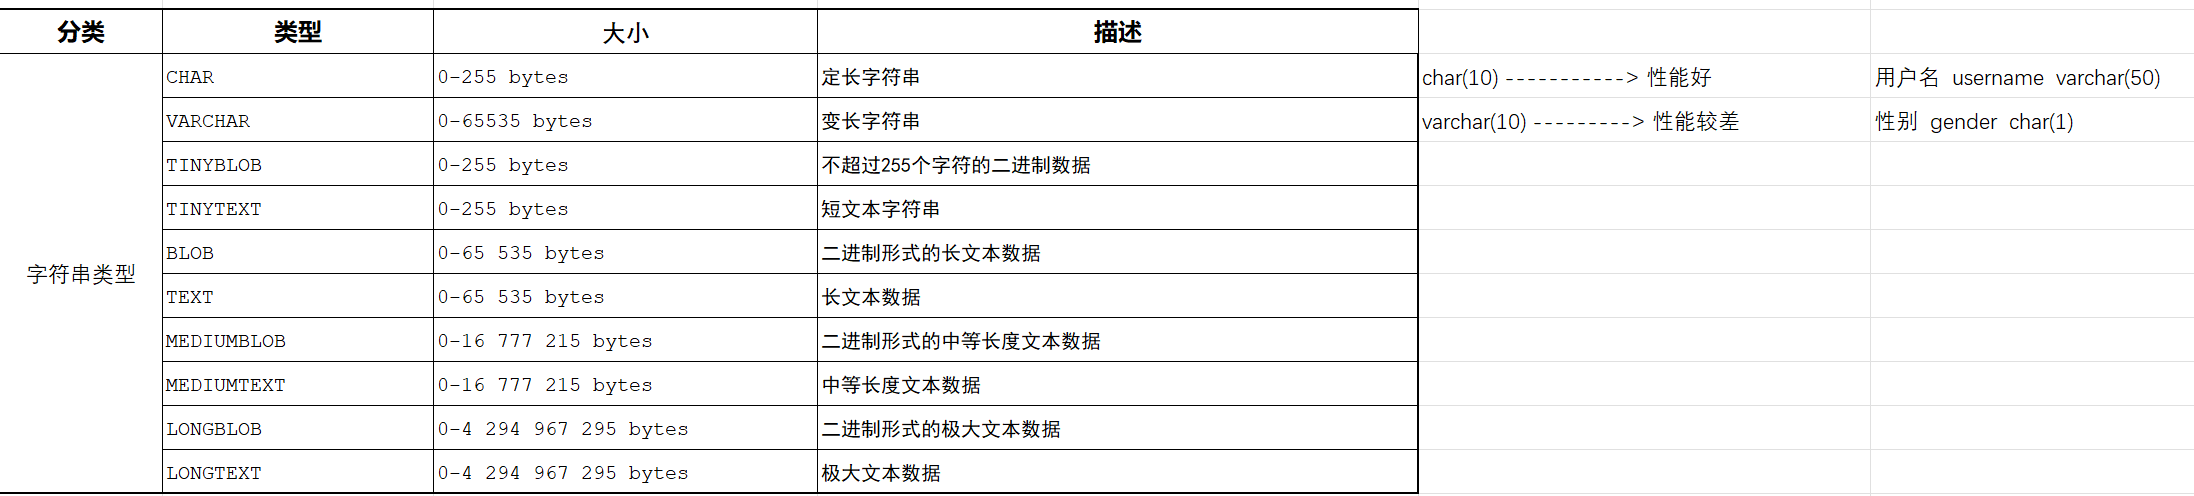 分类 类型 大小 描述
字符串类型
CHAR 0-255 bytes 定长字符串 char(10) -----------> 性能好 用户名 username varchar(50)
VARCHAR 0-65535 bytes 变长字符串 varchar(10) ---------> 性能较差 性别 gender char(1)
TINYBLOB 0-255 bytes 不超过255个字符的二进制数据
TINYTEXT 0-255 bytes 短文本字符串
BLOB 0-65 535 bytes 二进制形式的长文本数据
TEXT 0-65 535 bytes 长文本数据
MEDIUMBLOB 0-16 777 215 bytes 二进制形式的中等长度文本数据
MEDIUMTEXT 0-16 777 215 bytes 中等长度文本数据
LONGBLOB 0-4 294 967 295 bytes 二进制形式的极大文本数据
LONGTEXT 0-4 294 967 295 bytes 极大文本数据